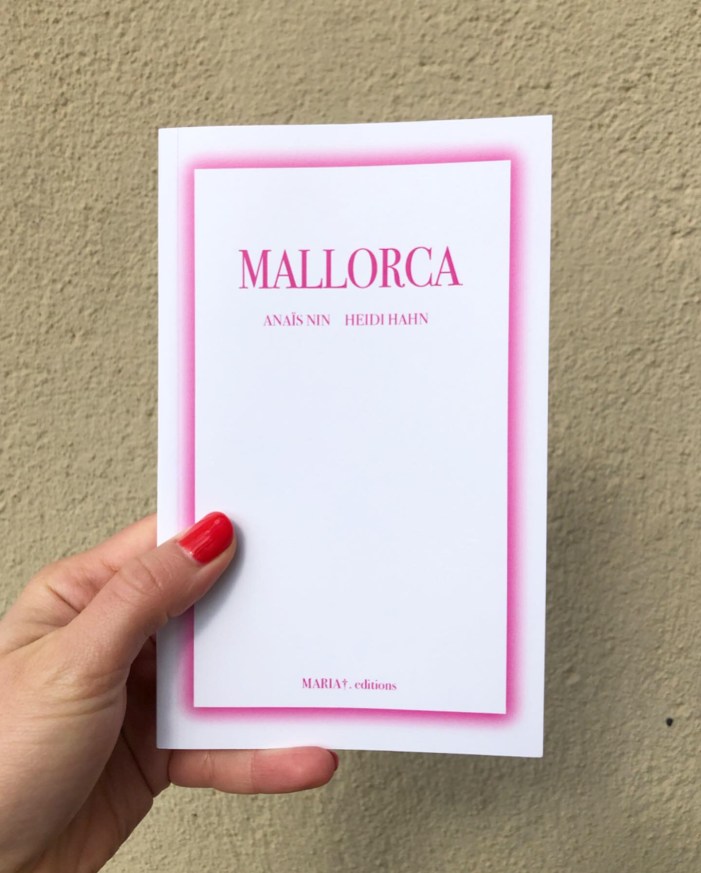 MALLORCA
ANAÏS NIN HEIDI HAHN
MARIA†. editions